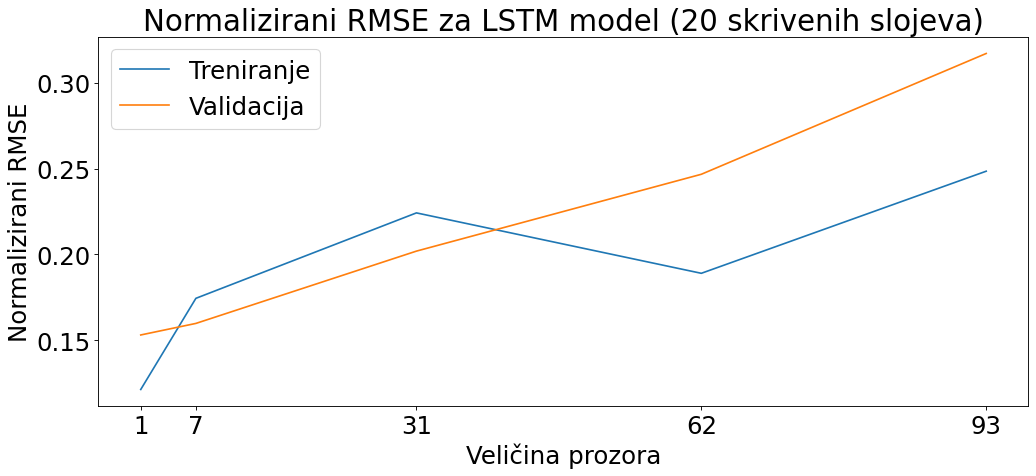 Normalizirani RMSE za LSTM model (20 skrivenih slojeva)
Treniranje
Validacija
Normalizirani RMSE
0.30
0.25
0.20
0.15
1 7 31 62 93
Veličina prozora